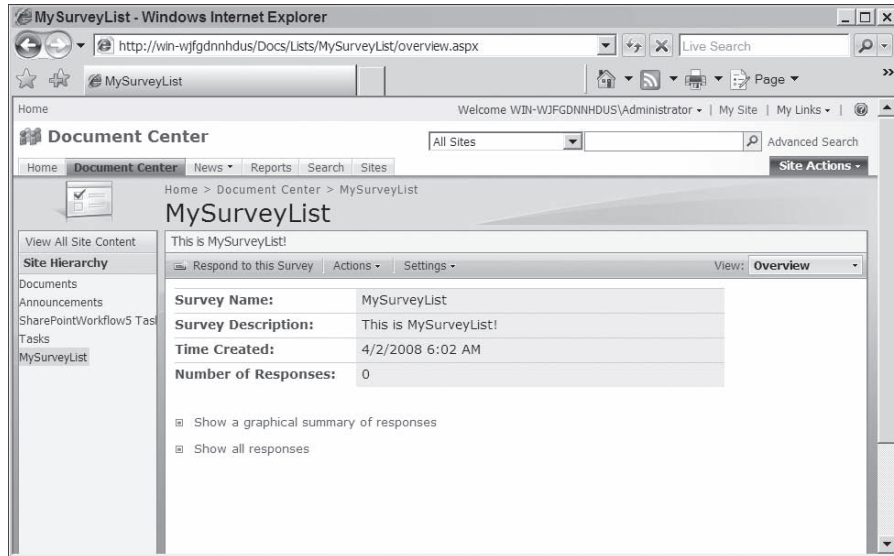 MySurveyList - Windows Internet Explorer
http://win-wjfgdnnhdus/Docs/Lists/MySurveyList/overview.aspx
Live Search
MySurveyList
Page
Home
Welcome WIN-WJFGDNNHDUS\Administrator | My Site | My Links |
Document Center
All Sites
Advanced Search
Home Document Center News Reports Search Sites
Site Actions
Home > Document Center > MySurveyList
MySurveyList
View All Site Content
This is MySurveyList!
Site Hierarchy
Respond to this Survey | Actions Settings
View: Overview
Documents
Announcements
SharePointWorkflow5 Tasl
Tasks
MySurveyList
Survey Name: MySurveyList
Survey Description: This is MySurveyList!
Time Created: 4/2/2008 6:02 AM
Number of Responses: 0
Show a graphical summary of responses
Show all responses